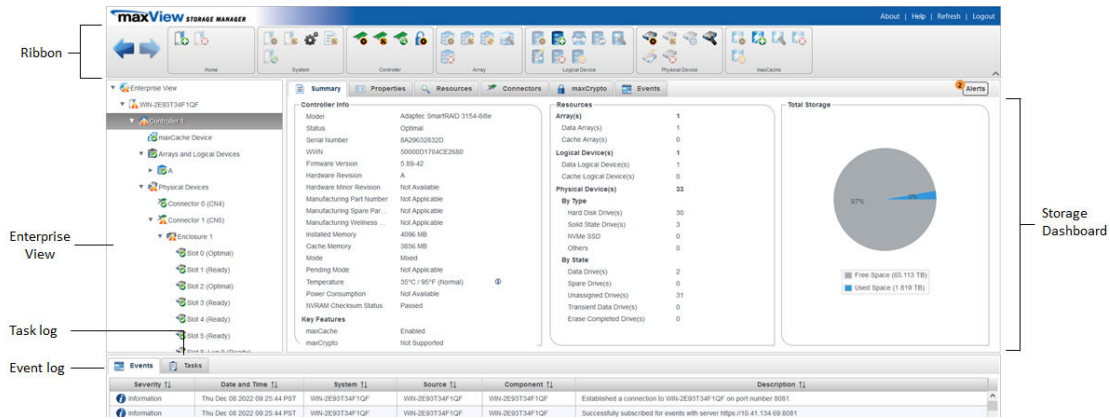 maxView STORAGE MANAGER
About | Help | Refresh | Logout
Ribbon
Home
System
Controller
Array
Logical Device
Physical Device
maxCache
Enterprise View
WIN-2E93T34F1QF
Controller 1
maxCache Device
Arrays and Logical Devices
A
Physical Devices
Connector 0 (CN4)
Connector 1 (CN5)
Enclosure 1
Slot 0 (Optimal)
Slot 1 (Ready)
Slot 2 (Optimal)
Slot 3 (Ready)
Slot 4 (Ready)
Slot 5 (Ready)
Enterprise View
Task log
Event log
Summary Properties Resources Connectors maxCrypto Events
2 Alerts
Controller Info
Model Adaptec SmartRAID 3154-8i8e
Status Optimal
Serial Number 8A29632832D
WWN 50000D1704CE2680
Firmware Version 5.89-42
Hardware Revision A
Hardware Minor Revision Not Available
Manufacturing Part Number Not Applicable
Manufacturing Spare Par... Not Applicable
Manufacturing Wellness ... Not Applicable
Installed Memory 4096 MB
Cache Memory 3856 MB
Mode Mixed
Pending Mode Not Applicable
Temperature 35°C / 95°F (Normal)
Power Consumption Not Available
NVRAM Checksum Status Passed
Key Features
maxCache Enabled
maxCrypto Not Supported
Resources
Array(s) 1
Data Array(s) 1
Cache Array(s) 0
Logical Device(s) 1
Data Logical Device(s) 1
Cache Logical Device(s) 0
Physical Device(s) 33
By Type
Hard Disk Drive(s) 30
Solid State Drive(s) 3
NVMe SSD 0
Others 0
By State
Data Drive(s) 2
Spare Drive(s) 0
Unassigned Drive(s) 31
Transient Data Drive(s) 0
Erase Completed Drive(s) 0
Total Storage
97%
3%
Free Space (65.113 TB)
Used Space (1.819 TB)
Storage Dashboard
Events Tasks
Severity Date and Time System Source Component Description
Information Thu Dec 08 2022 09:25:44 PST WIN-2E93T34F1QF WIN-2E93T34F1QF WIN-2E93T34F1QF Established a connection to WIN-2E93T34F1QF on port number 8081.
Information Thu Dec 08 2022 09:25:44 PST WIN-2E93T34F1QF WIN-2E93T34F1QF WIN-2E93T34F1QF Successfully subscribed for events with server https://10.41.134.69:8081